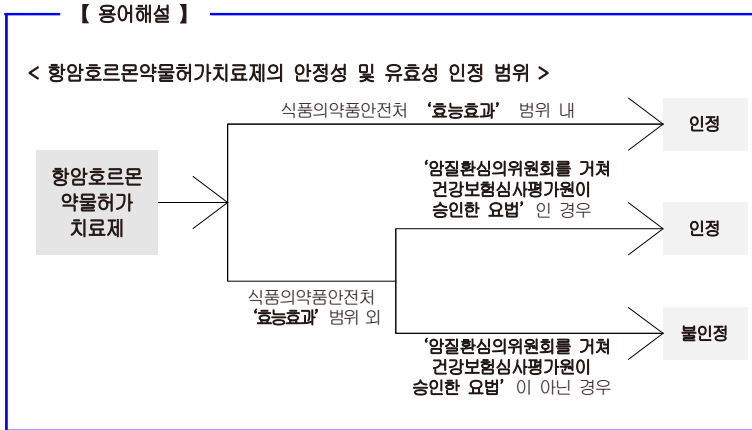 【 용어해설 】
< 항암호르몬약물허가치료제의 안정성 및 유효성 인정 범위 >
식품의약품안전처 ‘효능효과’ 범위 내
인정
항암호르몬
약물허가
치료제
‘암질환심의위원회를 거쳐
건강보험심사평가원이
승인한 요법’ 인 경우
인정
식품의약품안전처
‘효능효과’ 범위 외
불인정
‘암질환심의위원회를 거쳐
건강보험심사평가원이
승인한 요법’ 이 아닌 경우